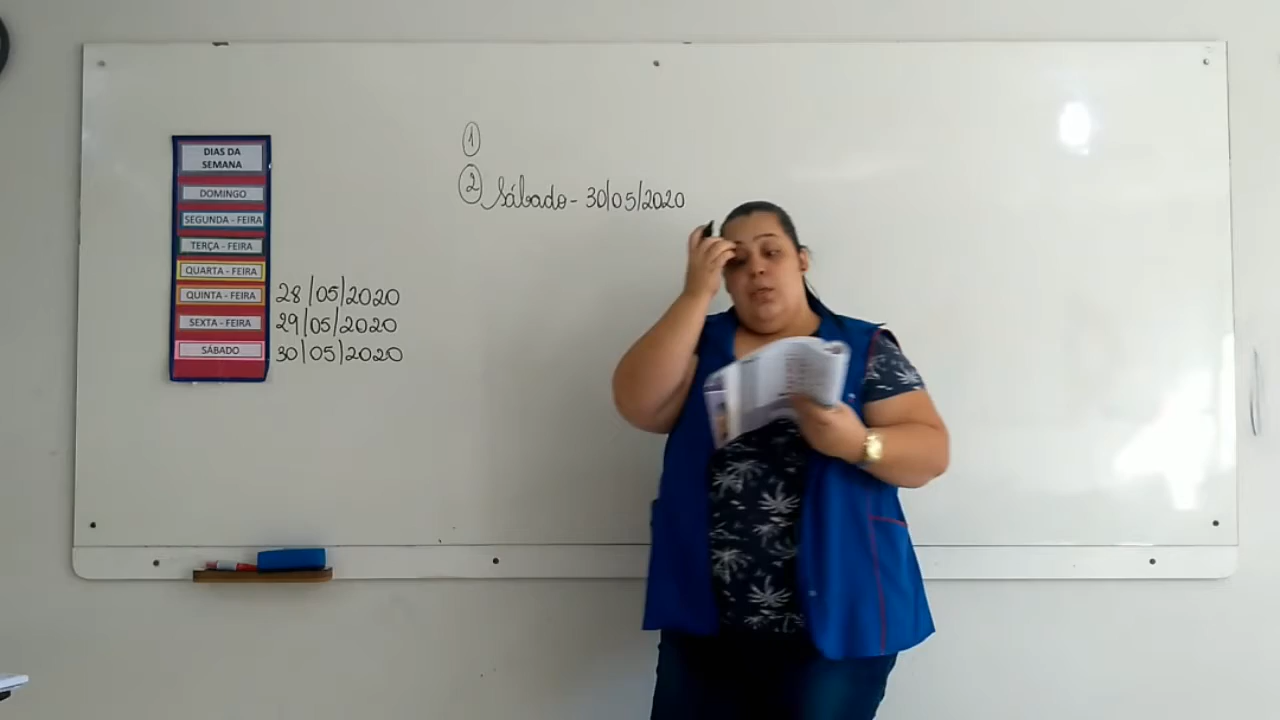 DIAS DA
SEMANA
DOMINGO
SEGUNDA - FEIRA
TERÇA - FEIRA
QUARTA - FEIRA
QUINTA - FEIRA 28/05/2020
SEXTA - FEIRA 29/05/2020
SÁBADO 30/05/2020
1
2 Sábado - 30/05/2020